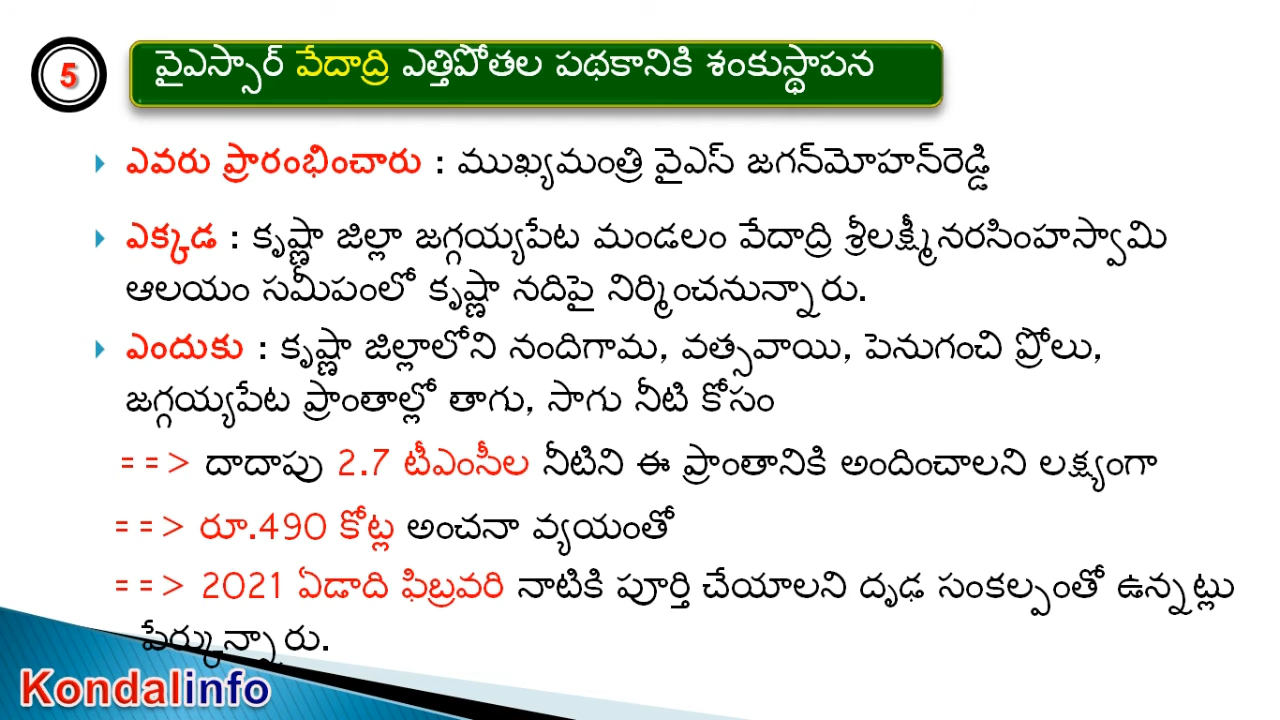 5
వైఎస్సార్ వేదాద్రి ఎత్తిపోతల పథకానికి శంకుస్థాపన
ఎవరు ప్రారంభించారు : ముఖ్యమంత్రి వైఎస్ జగన్‌మోహన్‌రెడ్డి
ఎక్కడ : కృష్ణా జిల్లా జగ్గయ్యపేట మండలం వేదాద్రి శ్రీలక్ష్మీనరసింహస్వామి
ఆలయం సమీపంలో కృష్ణా నదిపై నిర్మించనున్నారు.
ఎందుకు : కృష్ణా జిల్లాలోని నందిగామ, వత్సవాయి, పెనుగంచి ప్రోలు,
జగ్గయ్యపేట ప్రాంతాల్లో తాగు, సాగు నీటి కోసం
==> దాదాపు 2.7 టీఎంసీల నీటిని ఈ ప్రాంతానికి అందించాలని లక్ష్యంగా
==> రూ.490 కోట్ల అంచనా వ్యయంతో
==> 2021 ఏడాది ఫిబ్రవరి నాటికి పూర్తి చేయాలని దృఢ సంకల్పంతో ఉన్నట్లు
పేర్కున్నారు.
Kondalinfo